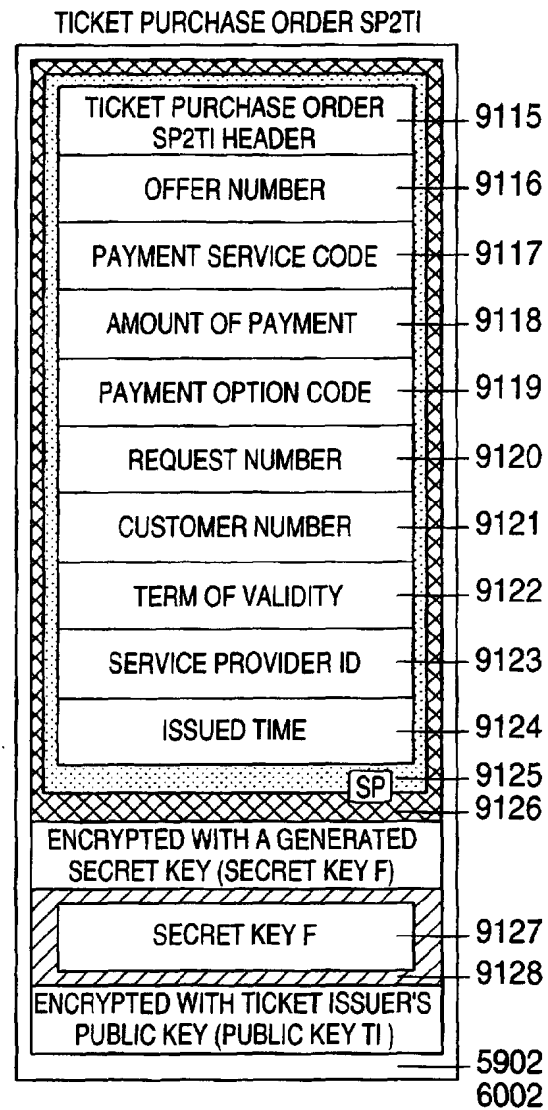 TICKET PURCHASE ORDER SP2TI
TICKET PURCHASE ORDER
SP2TI HEADER
9115
OFFER NUMBER
9116
PAYMENT SERVICE CODE
9117
AMOUNT OF PAYMENT
9118
PAYMENT OPTION CODE
9119
REQUEST NUMBER
9120
CUSTOMER NUMBER
9121
TERM OF VALIDITY
9122
SERVICE PROVIDER ID
9123
ISSUED TIME
9124
SP
9125
9126
ENCRYPTED WITH A GENERATED
SECRET KEY (SECRET KEY F)
SECRET KEY F
9127
9128
ENCRYPTED WITH TICKET ISSUER'S
PUBLIC KEY (PUBLIC KEY TI )
5902
6002